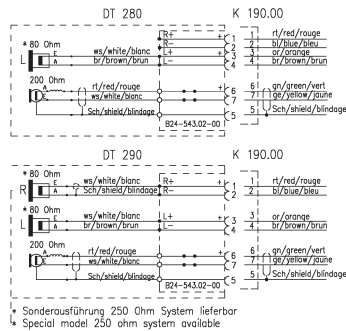 DT 280 K 190.00
R+ + 1 rt/red/rouge
R− 2 bl/blue/bleu
* 80 Ohm
L E ws/white/blanc L+ + 3 or/orange
A br/brown/brun L− 4 br/brown/brun
200 Ohm
A rt/red/rouge + 6 gn/green/vert
E ws/white/blanc 7 ge/yellow/jaune
Sch/shield/blindage 5 Sch/shield/blindage
B24−543.02−00
DT 290 K 190.00
* 80 Ohm
R E ws/white/blanc R+ + 1 rt/red/rouge
A Sch/shield/blindage R− 2 bl/blue/bleu
* 80 Ohm
L E ws/white/blanc L+ + 3 or/orange
A br/brown/brun L− 4 br/brown/brun
200 Ohm
A rt/red/rouge + 6 gn/green/vert
E ws/white/blanc 7 ge/yellow/jaune
Sch/shield/blindage 5 Sch/shield/blindage
B24−543.02−00
* Sonderausführung 250 Ohm System lieferbar
* Special model 250 ohm system available